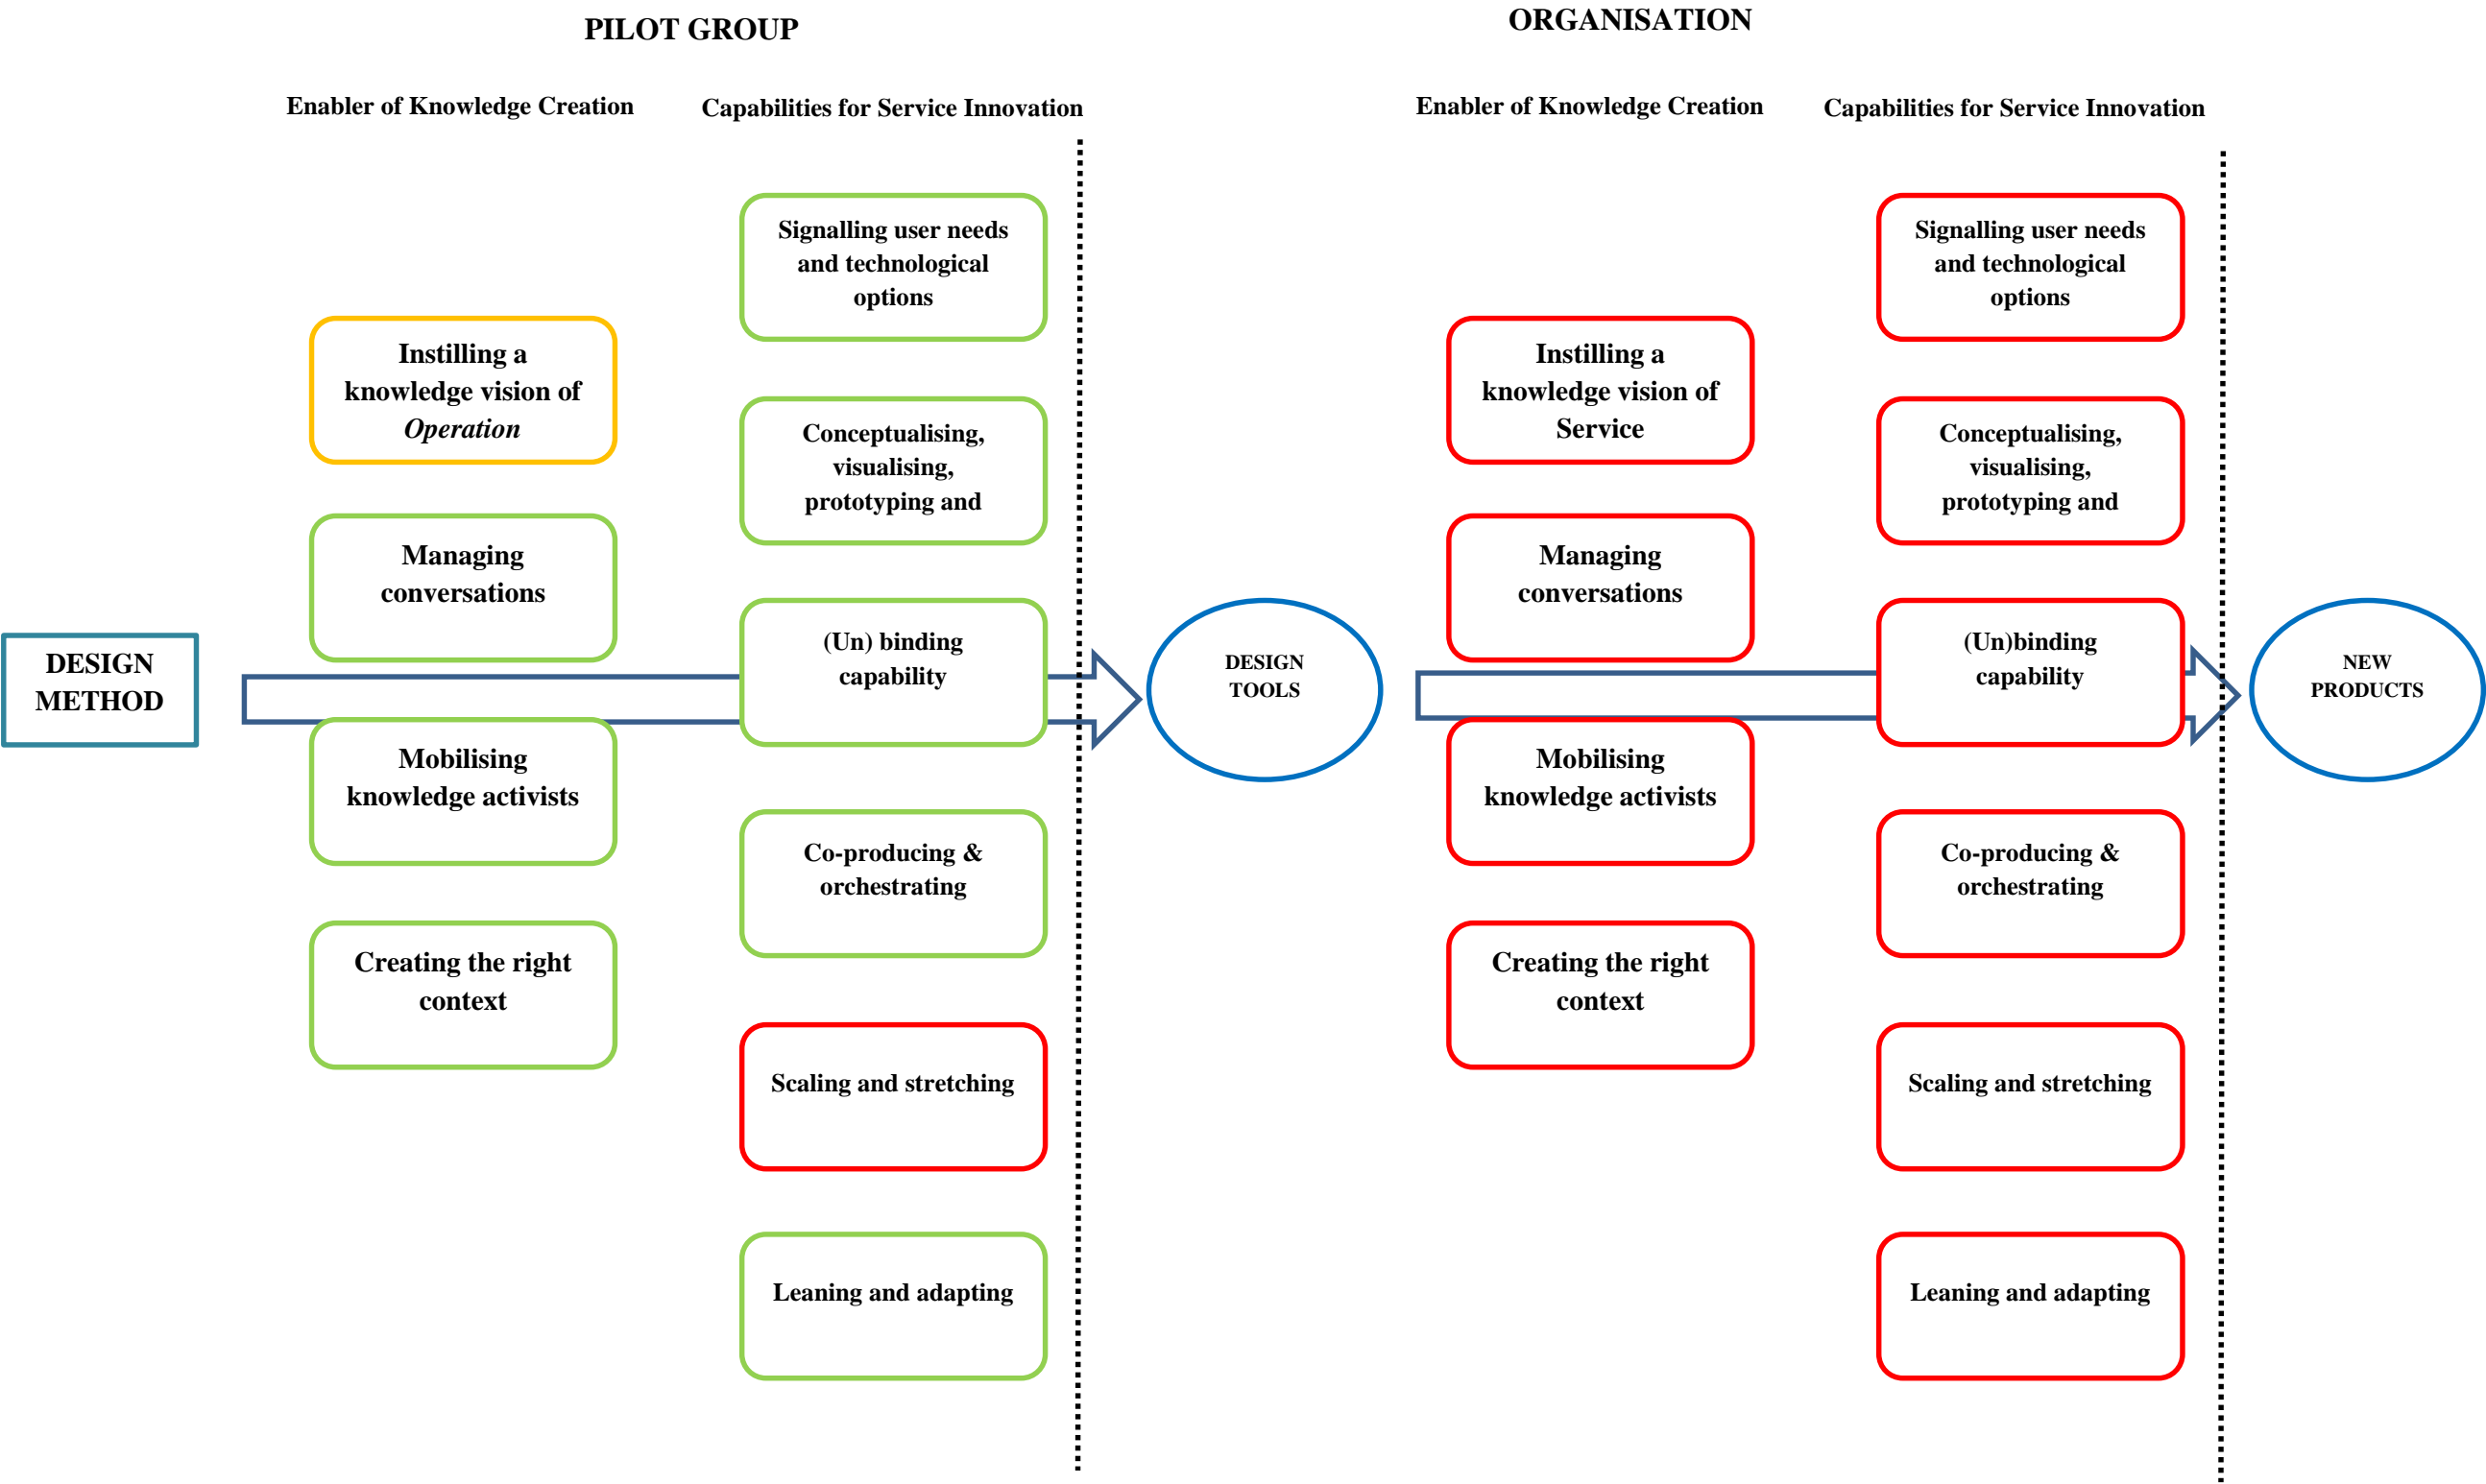 PILOT GROUP
ORGANISATION
Enabler of Knowledge Creation
Capabilities for Service Innovation
Enabler of Knowledge Creation
Capabilities for Service Innovation
DESIGN
METHOD
Instilling a
knowledge vision of
Operation
Managing
conversations
Mobilising
knowledge activists
Creating the right
context
Signalling user needs
and technological
options
Conceptualising,
visualising,
prototyping and
(Un) binding
capability
Co-producing &
orchestrating
Scaling and stretching
Leaning and adapting
DESIGN
TOOLS
Instilling a
knowledge vision of
Service
Managing
conversations
Mobilising
knowledge activists
Creating the right
context
Signalling user needs
and technological
options
Conceptualising,
visualising,
prototyping and
(Un)binding
capability
Co-producing &
orchestrating
Scaling and stretching
Leaning and adapting
NEW
PRODUCTS